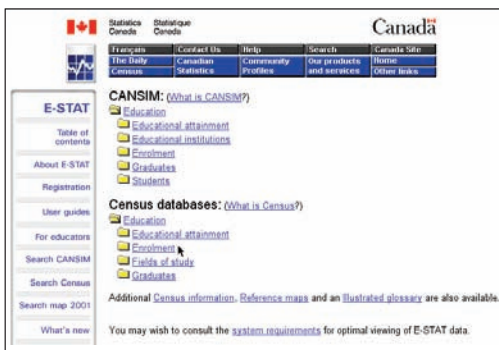 Statistics Canada
Statistique Canada
Canada
Français
Contact Us
Help
Search
Canada Site
The Daily
Canadian Statistics
Community Profiles
Our products and services
Home
Census
Other links
E-STAT
Table of contents
About E-STAT
Registration
User guides
For educators
Search CANSIM
Search Census
Search map 2001
What's new
CANSIM: (What is CANSIM?)
Education
Educational attainment
Educational institutions
Enrolment
Graduates
Students
Census databases: (What is Census?)
Education
Educational attainment
Enrolment
Fields of study
Graduates
Additional Census information, Reference maps and an Illustrated glossary are also available.
You may wish to consult the system requirements for optimal viewing of E-STAT data.